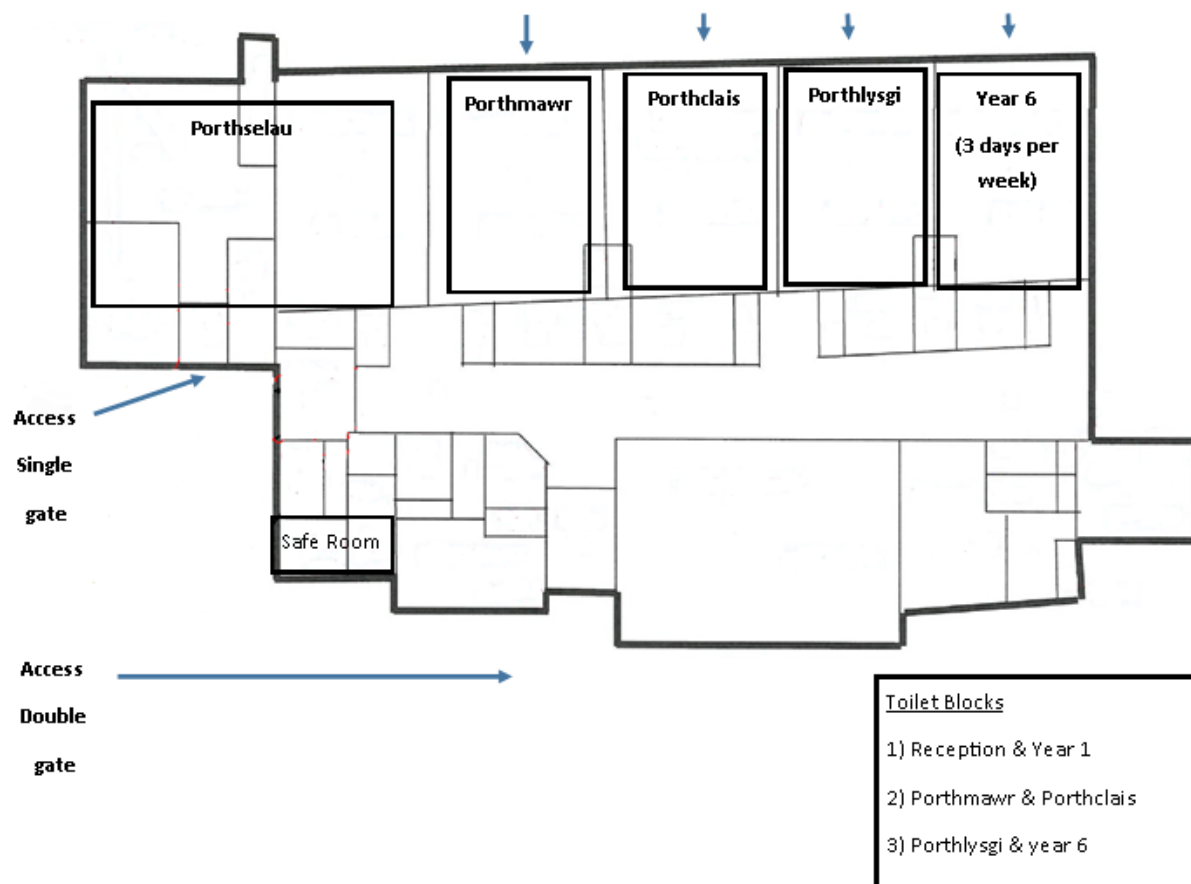 Porthselau
Porthmawr
Porthclais
Porthlysgi
Year 6
(3 days per
week)
Access
Single
gate
Safe Room
Access
Double
gate
Toilet Blocks
1) Reception & Year 1
2) Porthmawr & Porthclais
3) Porthlysgi & year 6